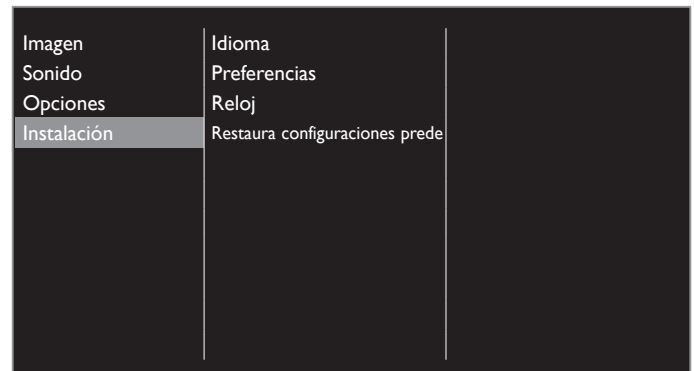 Imagen
Sonido
Opciones
Instalación
Idioma
Preferencias
Reloj
Restaura configuraciones prede